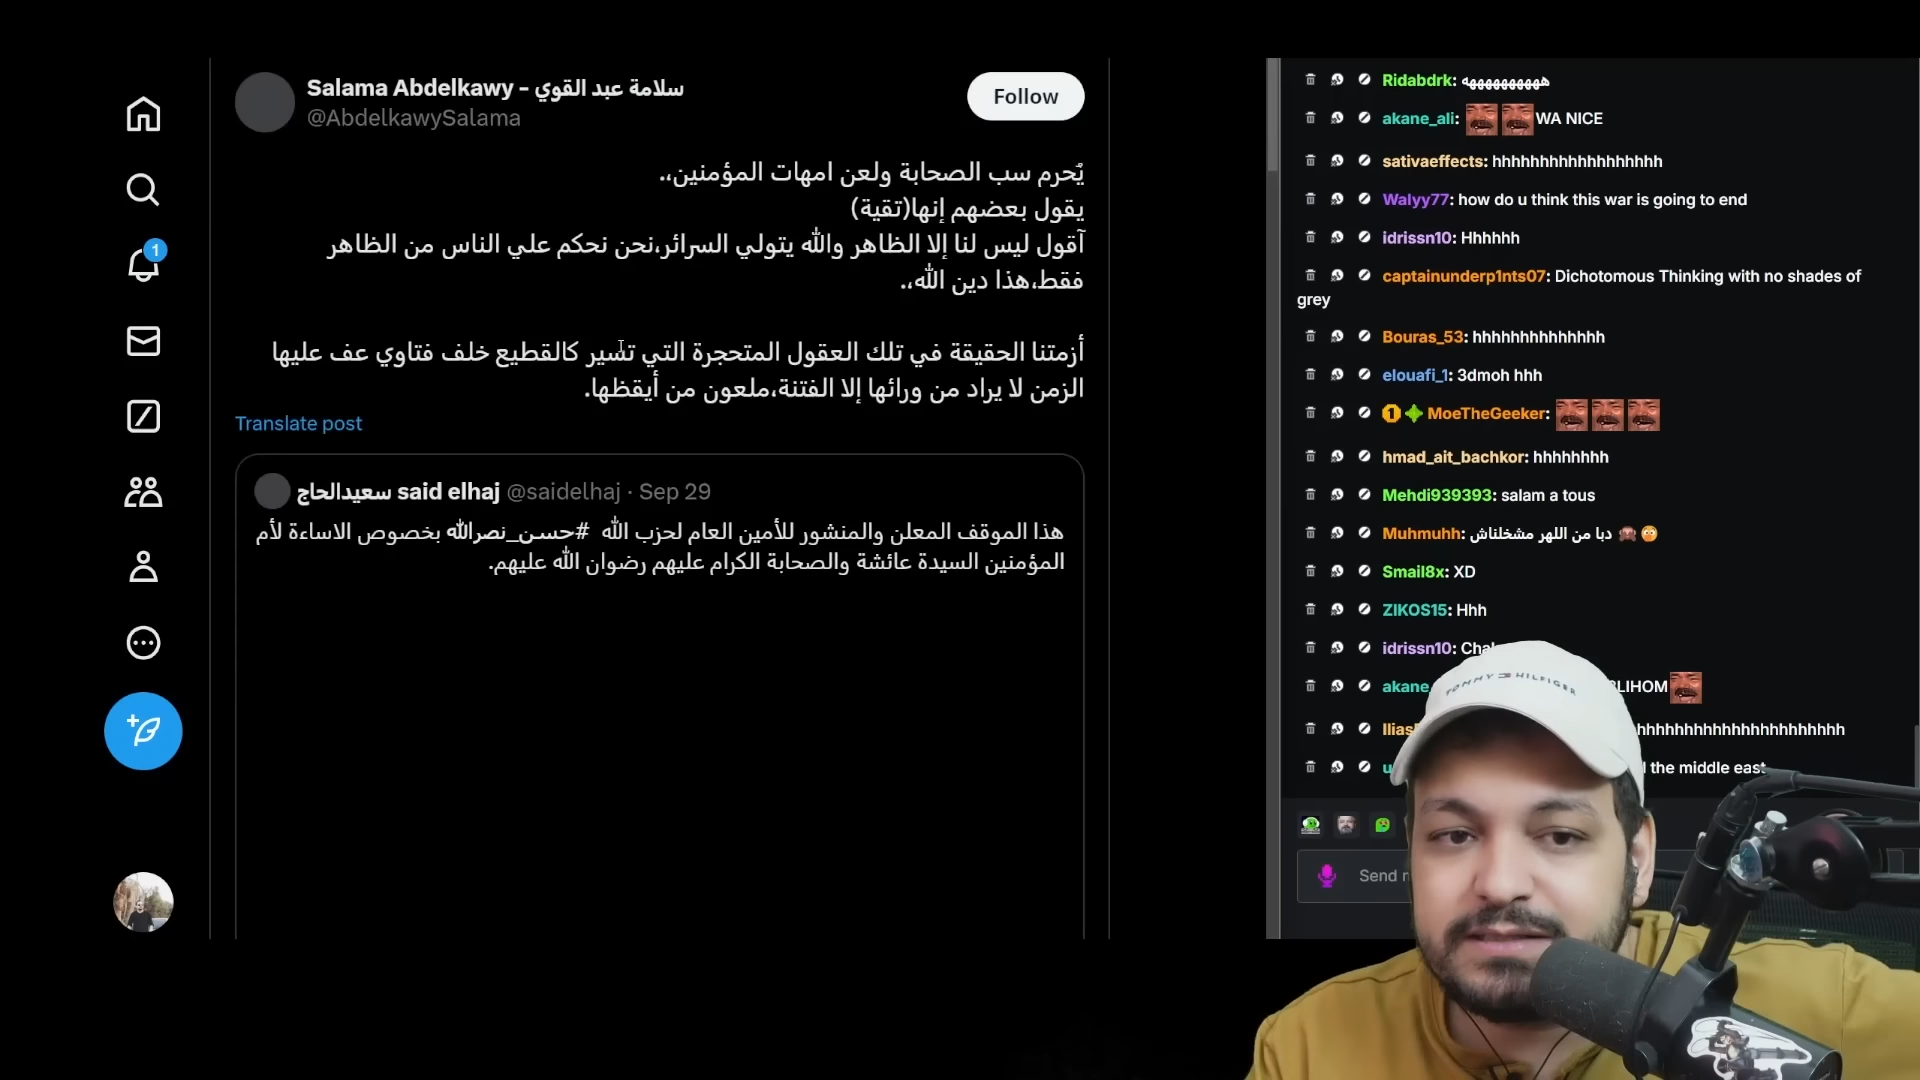 Salama Abdelkawy - سلامة عبد القوي
@AbdelkawySalama
Follow
يُحرم سب الصحابة ولعن امهات المؤمنين،.
يقول بعضهم إنها(تقية)
آقول ليس لنا إلا الظاهر والله يتولي السرائر،نحن نحكم علي الناس من الظاهر
فقط،هذا دين الله،.
أزمتنا الحقيقة في تلك العقول المتحجرة التي تسير كالقطيع خلف فتاوي عف عليها
الزمن لا يراد من ورائها إلا الفتنة،ملعون من أيقظها.
Translate post
سعيدالحاج said elhaj @saidelhaj · Sep 29
هذا الموقف المعلن والمنشور للأمين العام لحزب الله #حسن_نصرالله بخصوص الاساءة لأم
المؤمنين السيدة عائشة والصحابة الكرام عليهم رضوان الله عليهم.
1
Ridabdrk: ههههههههههه
akane_ali: WA NICE
sativaeffects: hhhhhhhhhhhhhhhhhh
Walyy77: how do u think this war is going to end
idrissn10: Hhhhhh
captainunderp1nts07: Dichotomous Thinking with no shades of
grey
Bouras_53: hhhhhhhhhhhhhh
elouafi_1: 3dmoh hhh
1 MoeTheGeeker:
hmad_ait_bachkor: hhhhhhhh
Mehdi939393: salam a tous
Muhmuhh: دبا من اللهر مشخلناش
Smail8x: XD
ZIKOS15: Hhh
idrissn10:
akane
hhhhhhhhhhhhhhhhhhhhhh
the middle east
Send
TOMMY HILFIGER